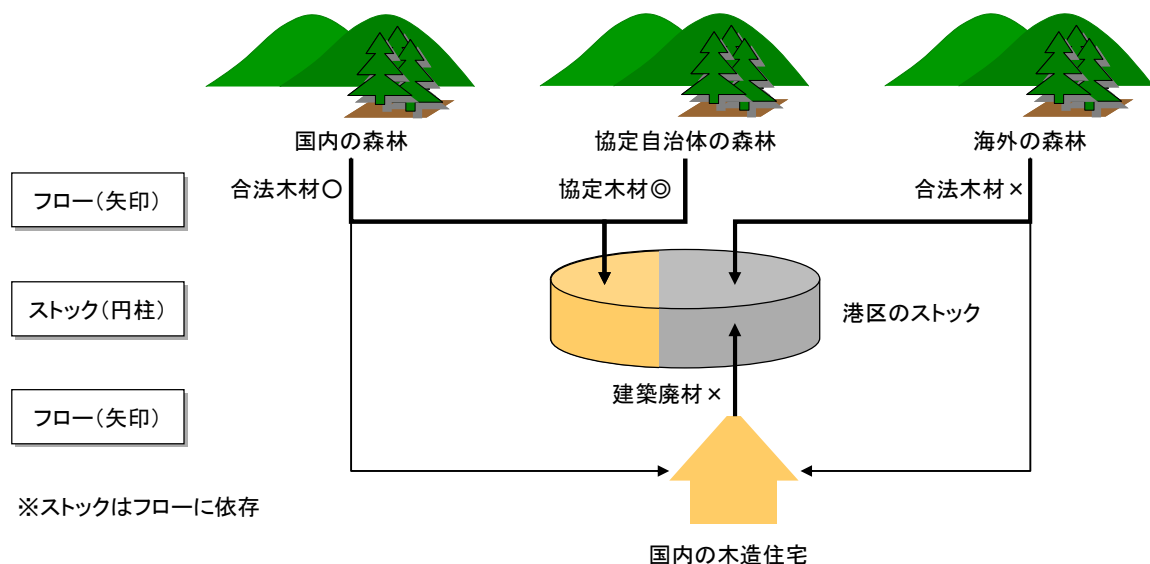 国内の森林
協定自治体の森林
海外の森林
フロー(矢印)
合法木材○
協定木材◎
合法木材×
ストック(円柱)
港区のストック
フロー(矢印)
建築廃材×
※ストックはフローに依存
国内の木造住宅